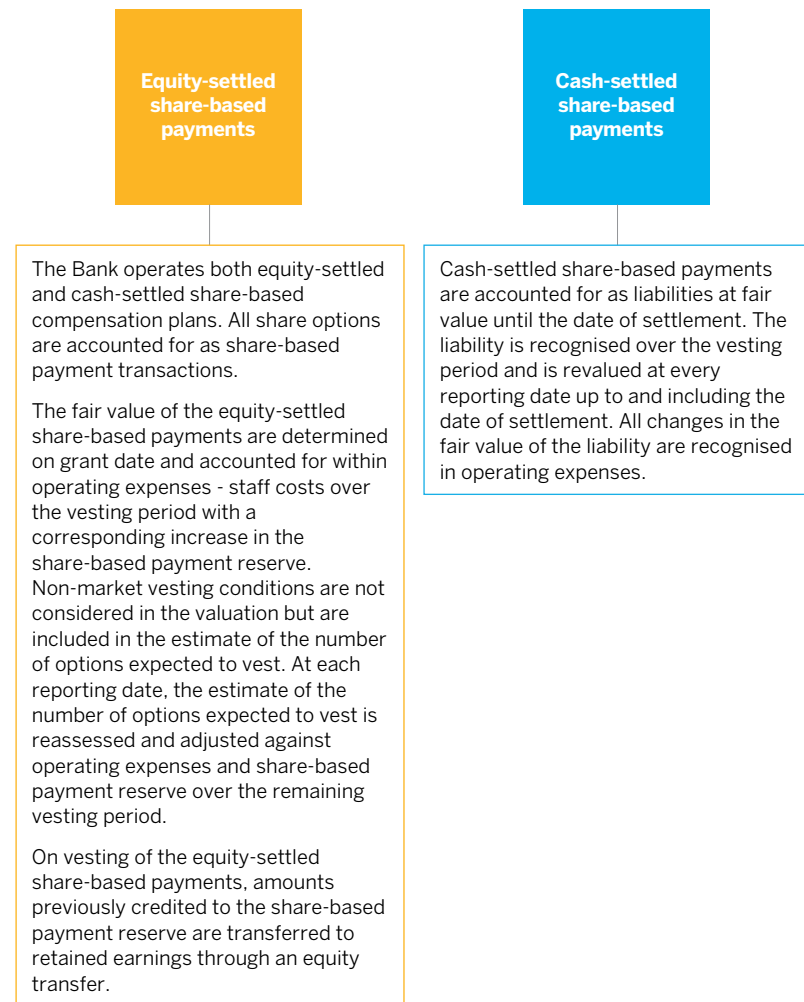 Equity-settled
share-based
payments
The Bank operates both equity-settled
and cash-settled share-based
compensation plans. All share options
are accounted for as share-based
payment transactions.
The fair value of the equity-settled
share-based payments are determined
on grant date and accounted for within
operating expenses - staff costs over
the vesting period with a
corresponding increase in the
share-based payment reserve.
Non-market vesting conditions are not
considered in the valuation but are
included in the estimate of the number
of options expected to vest. At each
reporting date, the estimate of the
number of options expected to vest is
reassessed and adjusted against
operating expenses and share-based
payment reserve over the remaining
vesting period.
On vesting of the equity-settled
share-based payments, amounts
previously credited to the share-based
payment reserve are transferred to
retained earnings through an equity
transfer.
Cash-settled
share-based
payments
Cash-settled share-based payments
are accounted for as liabilities at fair
value until the date of settlement. The
liability is recognised over the vesting
period and is revalued at every
reporting date up to and including the
date of settlement. All changes in the
fair value of the liability are recognised
in operating expenses.